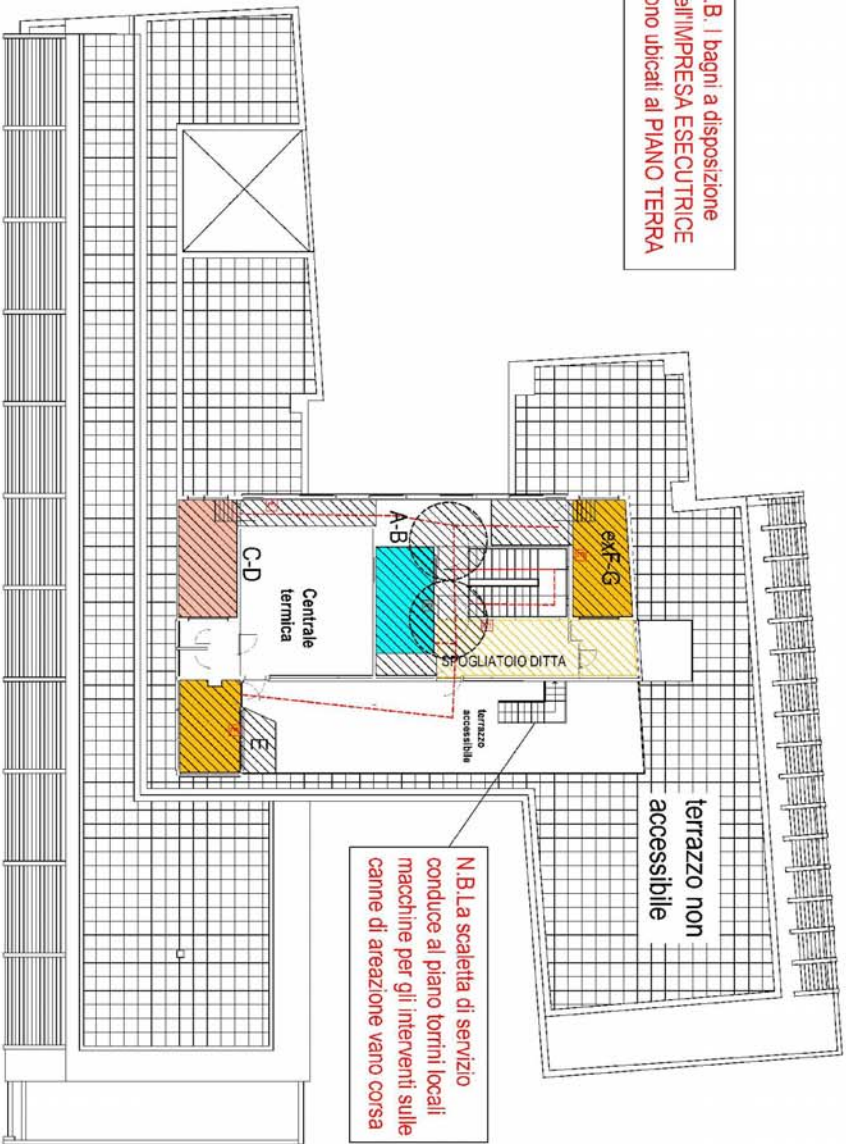 .B. I bagni a disposizione
ell'IMPRESA ESECUTRICE
ono ubicati al PIANO TERRA
exF-G
A-B
C-D
Centrale
termica
SPOGLIATOIO DITTA
E
terrazzo
accessibile
terrazzo non
accessibile
N.B.La scaletta di servizio
conduce al piano torrini locali
macchine per gli interventi sulle
canne di areazione vano corsa